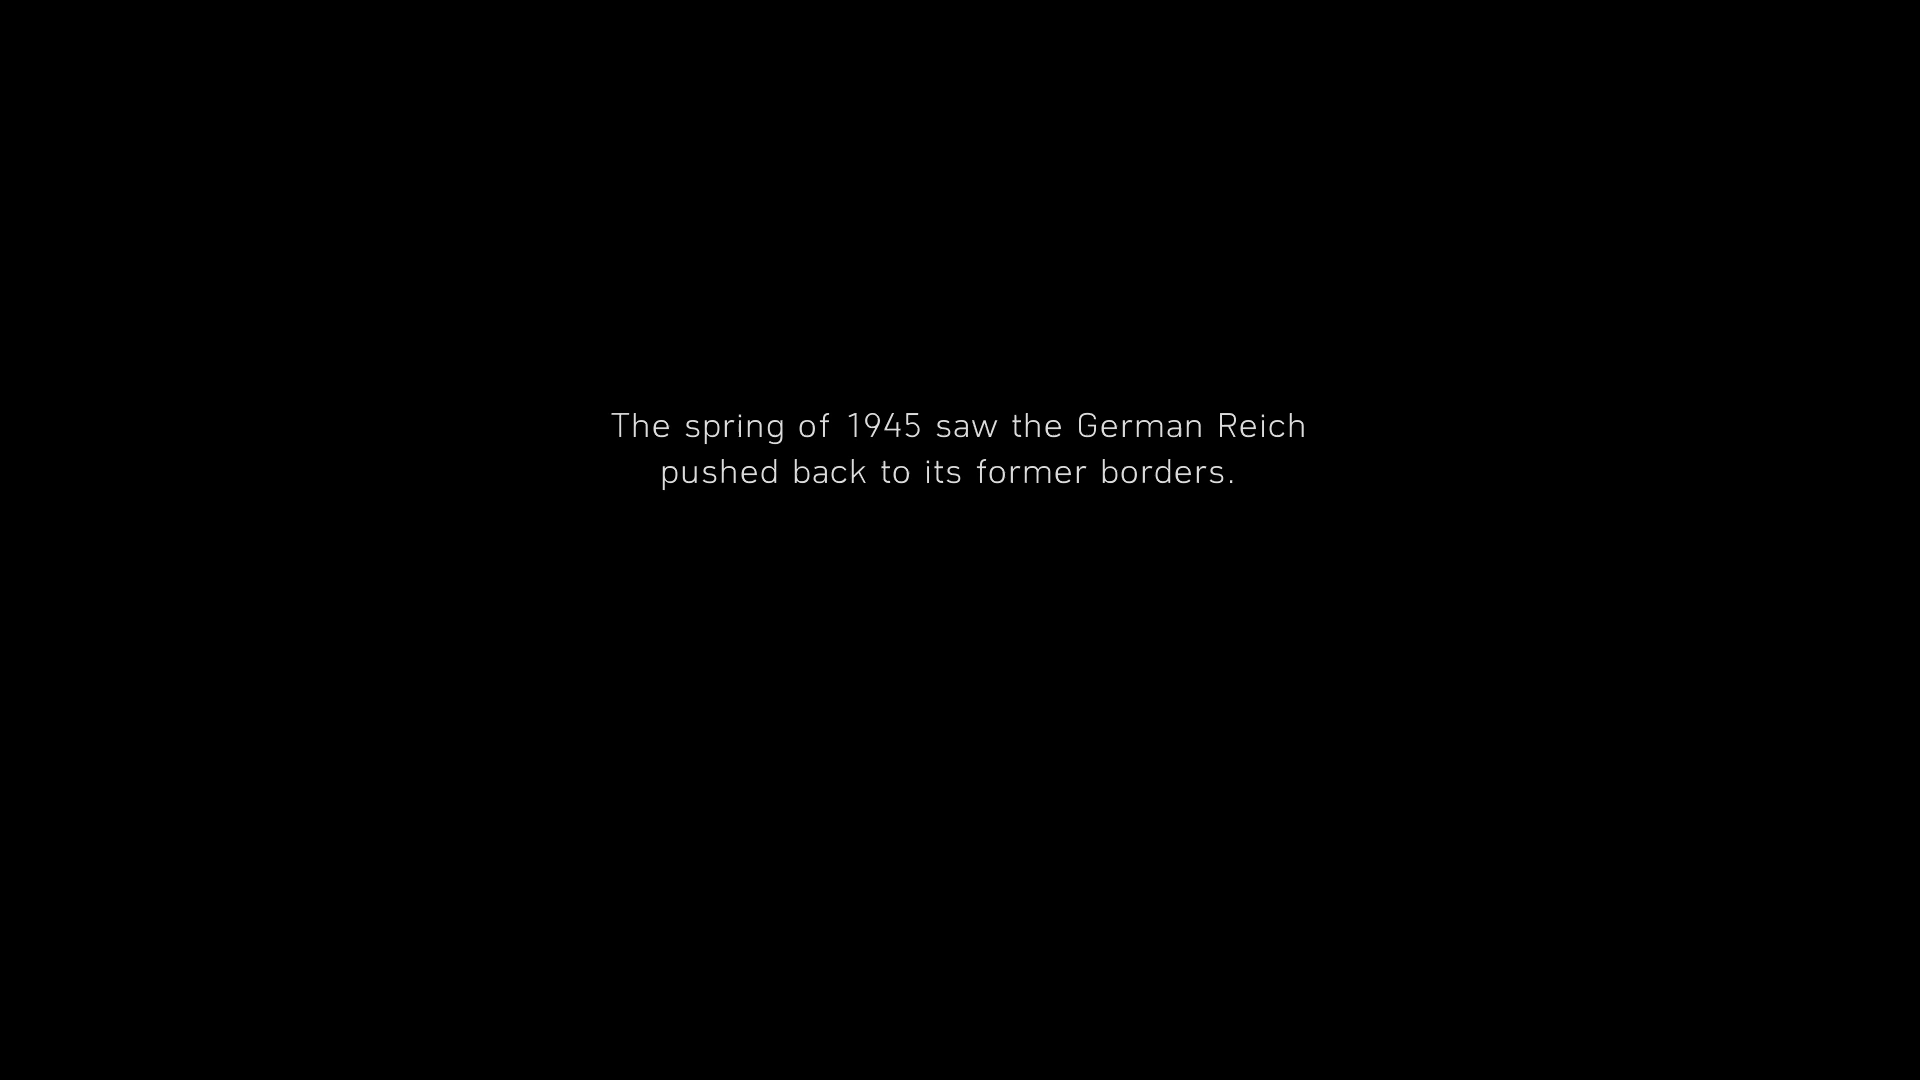 The spring of 1945 saw the German Reich
pushed back to its former borders.